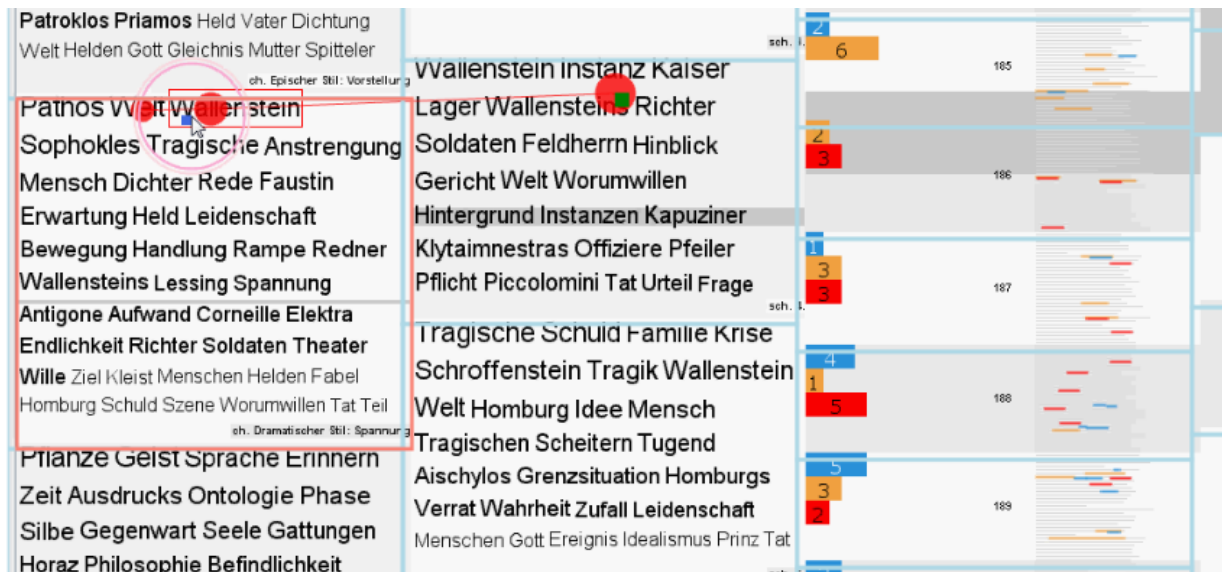 Patroklos Priamos Held Vater Dichtung
Welt Helden Gott Gleichnis Mutter Spitteler
ch. Epischer Stil: Vorstellung
Pathos Welt Wallenstein
Sophokles Tragische Anstrengung
Mensch Dichter Rede Faustin
Erwartung Held Leidenschaft
Bewegung Handlung Rampe Redner
Wallensteins Lessing Spannung
Antigone Aufwand Corneille Elektra
Endlichkeit Richter Soldaten Theater
Wille Ziel Kleist Menschen Helden Fabel
Homburg Schuld Szene Worumwillen Tat Teil
ch. Dramatischer Stil: Spannung
Pflanze Geist Sprache Erinnern
Zeit Ausdrucks Ontologie Phase
Silbe Gegenwart Seele Gattungen
Horaz Philosophie Befindlichkeit
sch.
Wallenstein Instanz Kaiser
Lager Wallensteins Richter
Soldaten Feldherrn Hinblick
Gericht Welt Worumwillen
Hintergrund Instanzen Kapuziner
Klytaimnestras Offiziere Pfeiler
Pflicht Piccolomini Tat Urteil Frage
sch. 4.
Tragische Schuld Familie Krise
Schroffenstein Tragik Wallenstein
Welt Homburg Idee Mensch
Tragischen Scheitern Tugend
Aischylos Grenzsituation Homburgs
Verrat Wahrheit Zufall Leidenschaft
Menschen Gott Ereignis Idealismus Prinz Tat
2
6
185
2
3
186
1
3
3
187
4
1
5
188
5
3
2
189